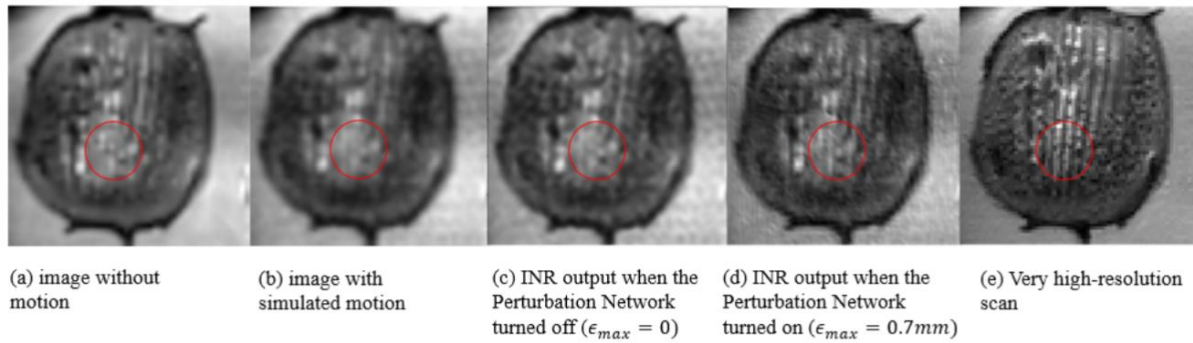 (a) image without
motion
(b) image with
simulated motion
(c) INR output when the
Perturbation Network
turned off (ϵₘₐₓ = 0)
(d) INR output when the
Perturbation Network
turned on (ϵₘₐₓ = 0.7mm)
(e) Very high-resolution
scan